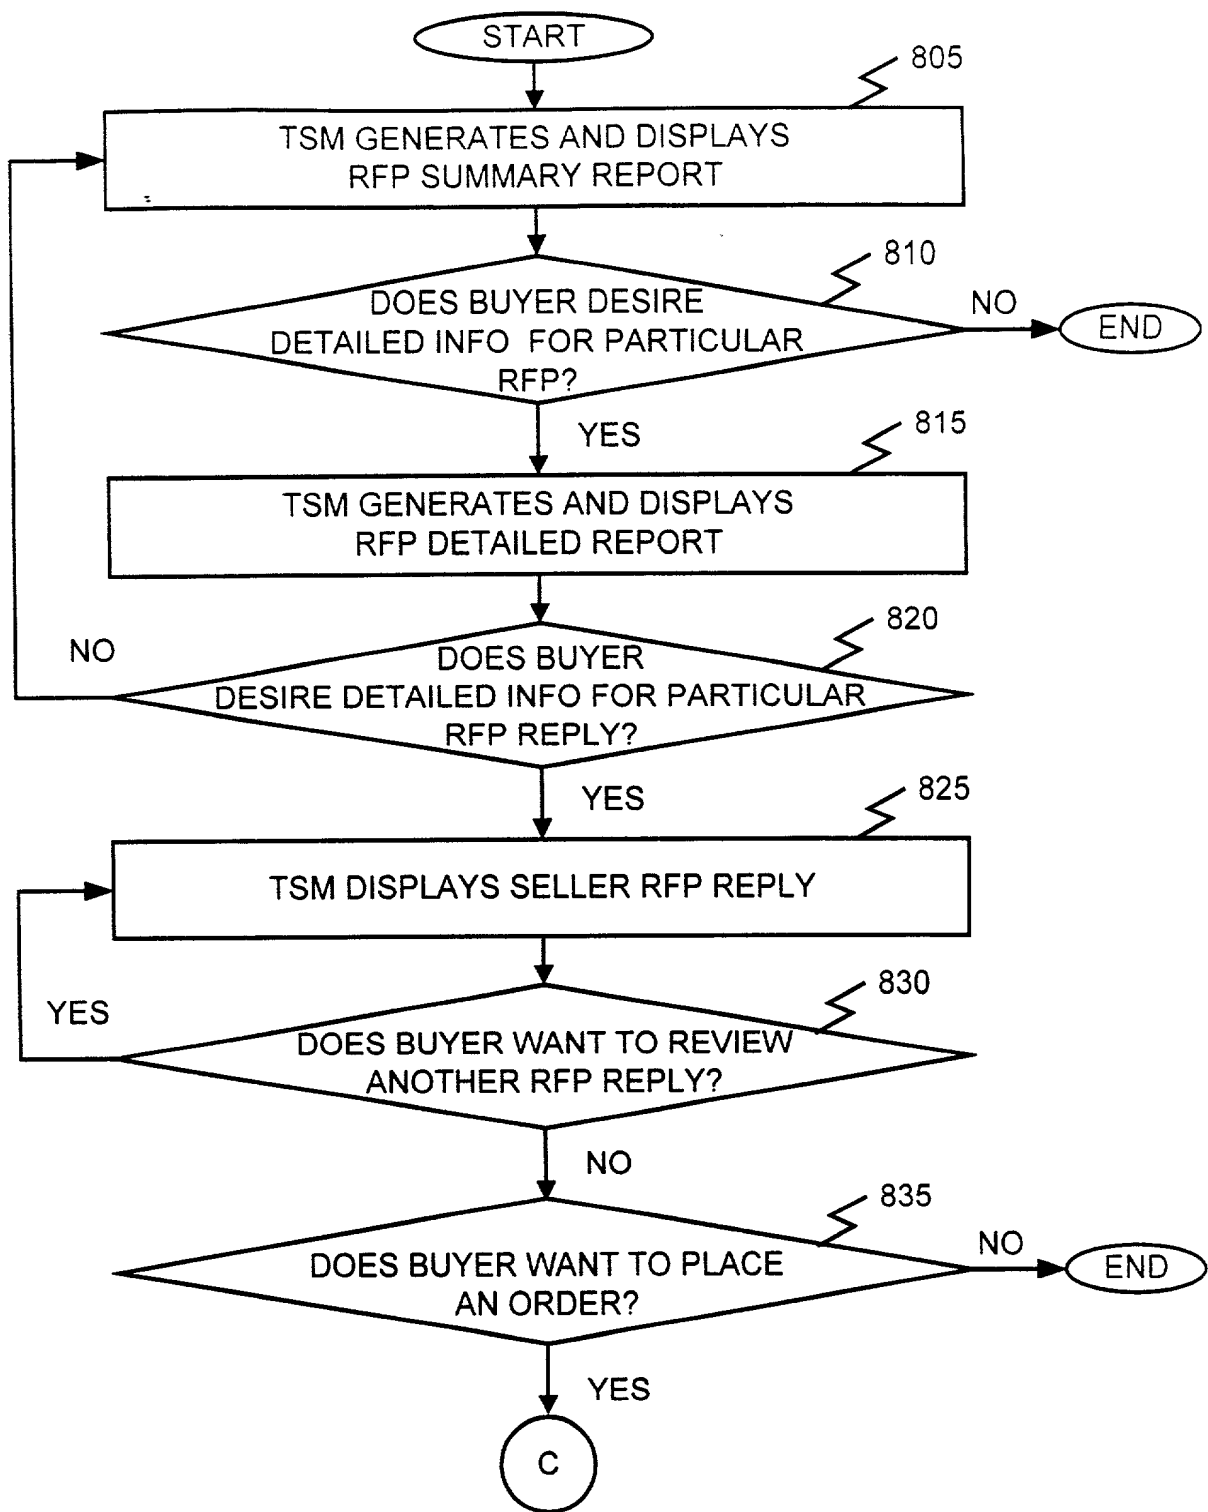 START
805
TSM GENERATES AND DISPLAYS
RFP SUMMARY REPORT
810
DOES BUYER DESIRE
DETAILED INFO FOR PARTICULAR
RFP?
NO
END
YES
815
TSM GENERATES AND DISPLAYS
RFP DETAILED REPORT
820
NO
DOES BUYER
DESIRE DETAILED INFO FOR PARTICULAR
RFP REPLY?
YES
825
TSM DISPLAYS SELLER RFP REPLY
830
YES
DOES BUYER WANT TO REVIEW
ANOTHER RFP REPLY?
NO
835
DOES BUYER WANT TO PLACE
AN ORDER?
NO
END
YES
C